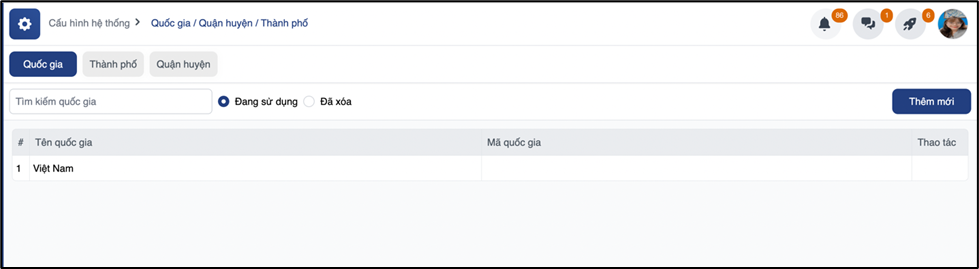 Cấu hình hệ thống > Quốc gia / Quận huyện / Thành phố
86 1 6
Quốc gia Thành phố Quận huyện
Tìm kiếm quốc gia Đang sử dụng Đã xóa Thêm mới
# Tên quốc gia Mã quốc gia Thao tác
1 Việt Nam